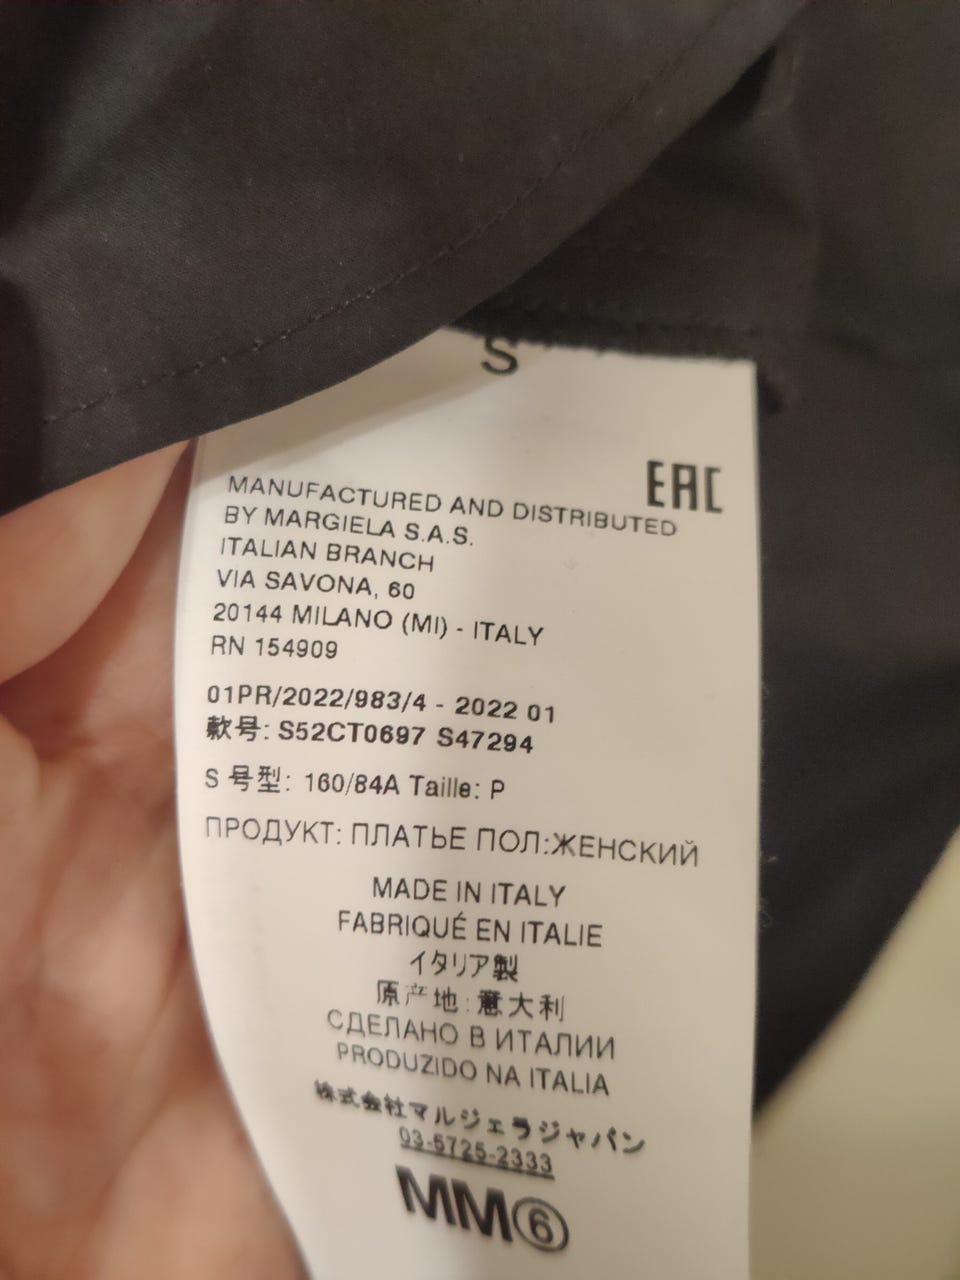 S
EAC
MANUFACTURED AND DISTRIBUTED
BY MARGIELA S.A.S.
ITALIAN BRANCH
VIA SAVONA, 60
20144 MILANO (MI) - ITALY
RN 154909
01PR/2022/983/4 - 2022 01
款号: S52CT0697 S47294
S 号型: 160/84A Taille: P
ПРОДУКТ: ПЛАТЬЕ ПОЛ:ЖЕНСКИЙ
MADE IN ITALY
FABRIQUÉ EN ITALIE
イタリア製
原产地:意大利
СДЕЛАНО В ИТАЛИИ
PRODUZIDO NA ITALIA
株式会社マルジェラジャパン
03-5725-2333
MM⑥